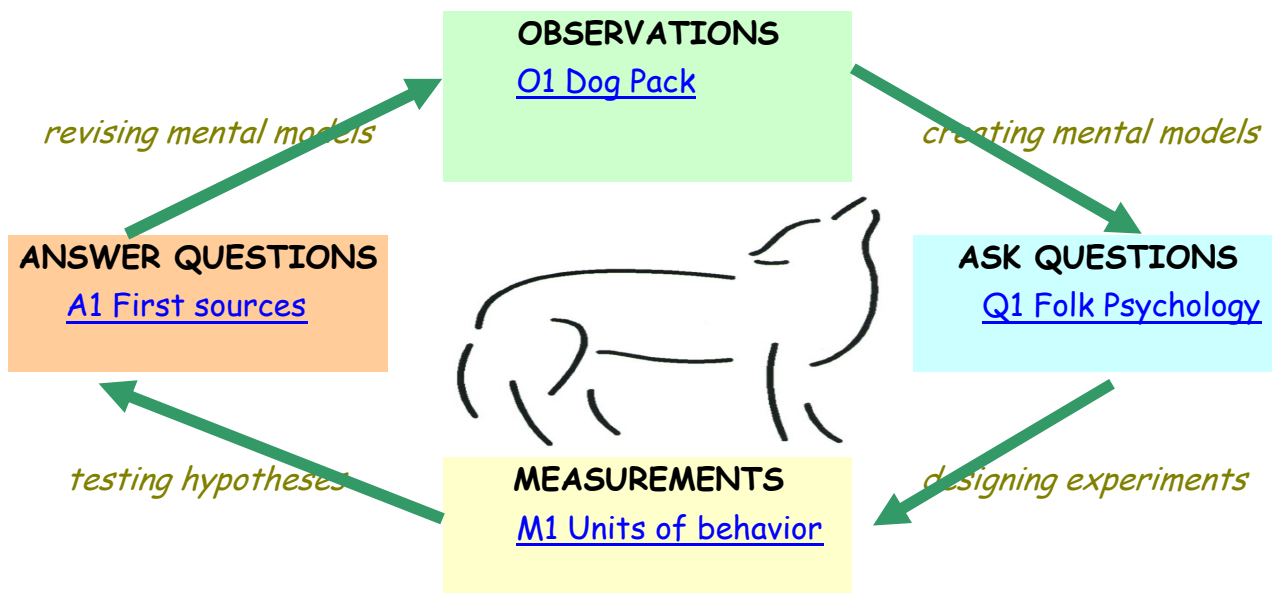 OBSERVATIONS
O1 Dog Pack
revising mental models
creating mental models
ANSWER QUESTIONS
A1 First sources
ASK QUESTIONS
Q1 Folk Psychology
testing hypotheses
MEASUREMENTS
M1 Units of behavior
designing experiments